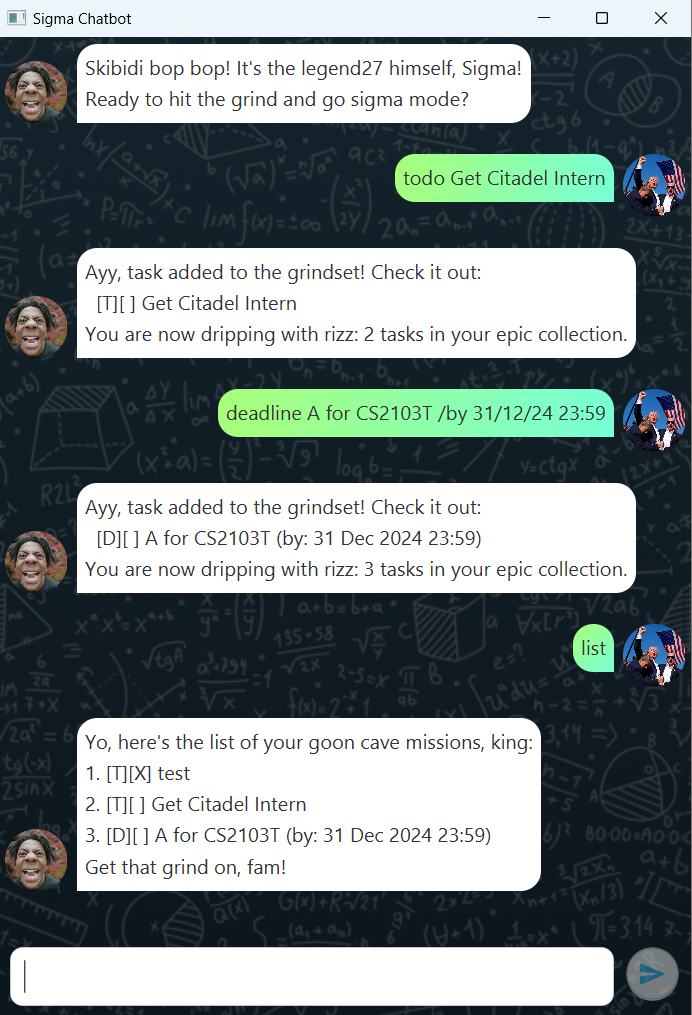 Sigma Chatbot
Skibidi bop bop! It's the legend27 himself, Sigma!
Ready to hit the grind and go sigma mode?
todo Get Citadel Intern
Ayy, task added to the grindset! Check it out:
[T][ ] Get Citadel Intern
You are now dripping with rizz: 2 tasks in your epic collection.
deadline A for CS2103T /by 31/12/24 23:59
Ayy, task added to the grindset! Check it out:
[D][ ] A for CS2103T (by: 31 Dec 2024 23:59)
You are now dripping with rizz: 3 tasks in your epic collection.
list
Yo, here's the list of your goon cave missions, king:
1. [T][X] test
2. [T][ ] Get Citadel Intern
3. [D][ ] A for CS2103T (by: 31 Dec 2024 23:59)
Get that grind on, fam!